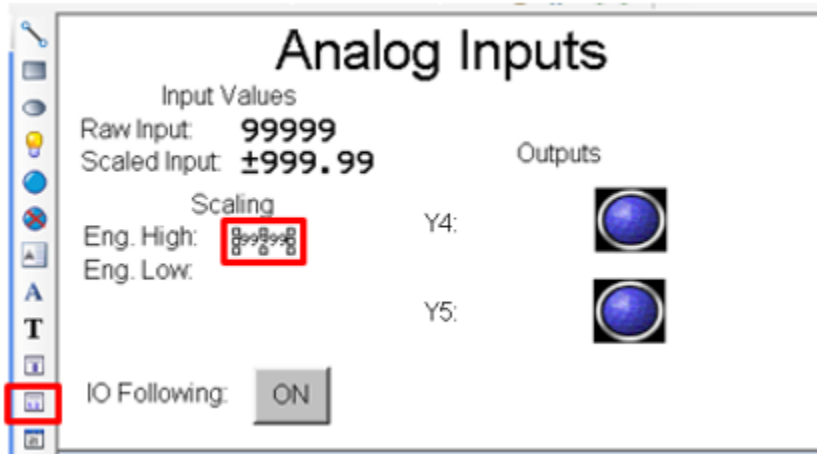 Analog Inputs
Input Values
Raw Input: 99999
Scaled Input: ±999.99
Outputs
Scaling
Eng. High: 99999
Y4:
Eng. Low:
Y5:
IO Following: ON
A
T